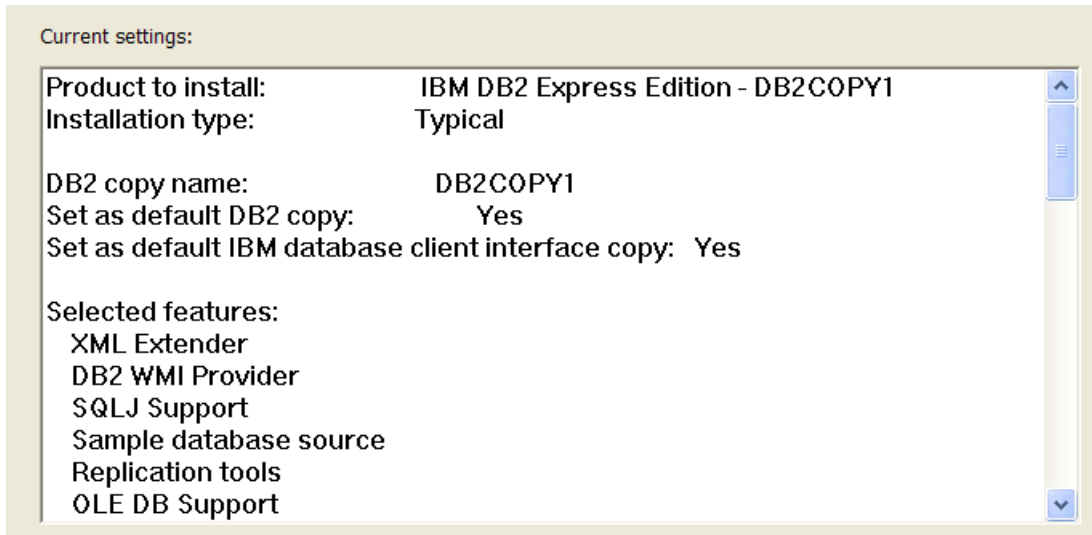 Current settings:
Product to install: IBM DB2 Express Edition - DB2COPY1
Installation type: Typical
DB2 copy name: DB2COPY1
Set as default DB2 copy: Yes
Set as default IBM database client interface copy: Yes
Selected features:
XML Extender
DB2 WMI Provider
SQLJ Support
Sample database source
Replication tools
OLE DB Support